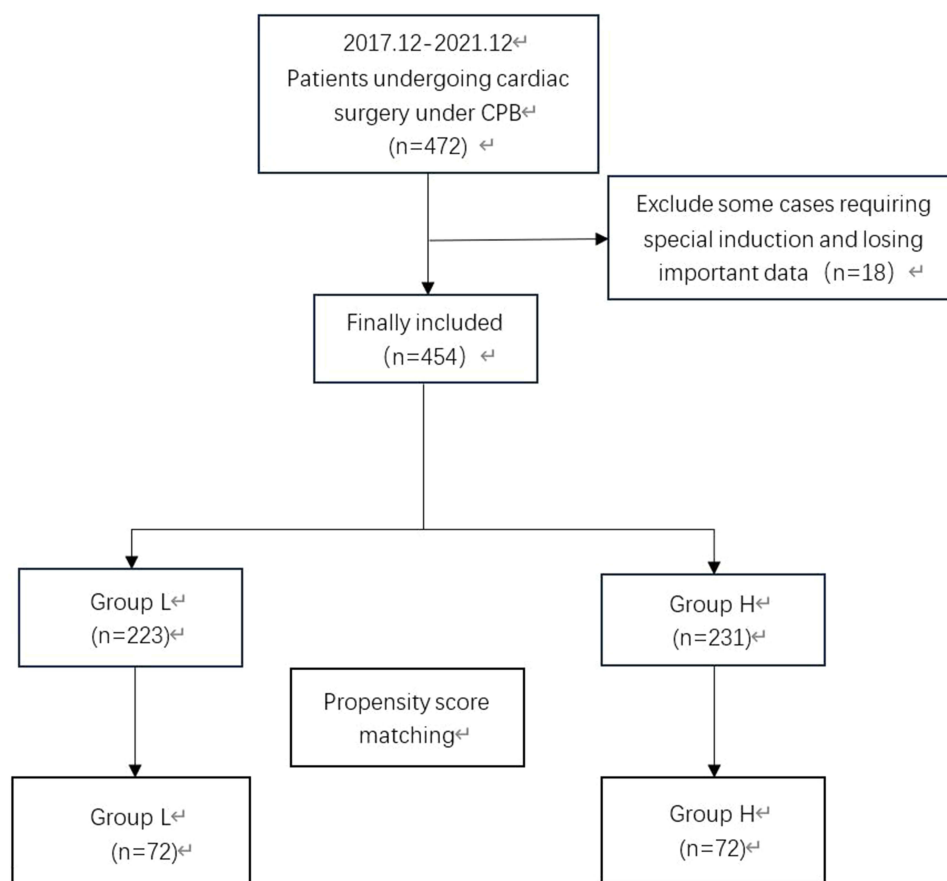 2017.12-2021.12↵
Patients undergoing cardiac
surgery under CPB↵
(n=472) ↵
Exclude some cases requiring
special induction and losing
important data（n=18） ↵
Finally included
（n=454） ↵
Group L↵
(n=223)↵
Group H↵
(n=231)↵
Propensity score
matching↵
Group L↵
(n=72)↵
Group H↵
(n=72)↵